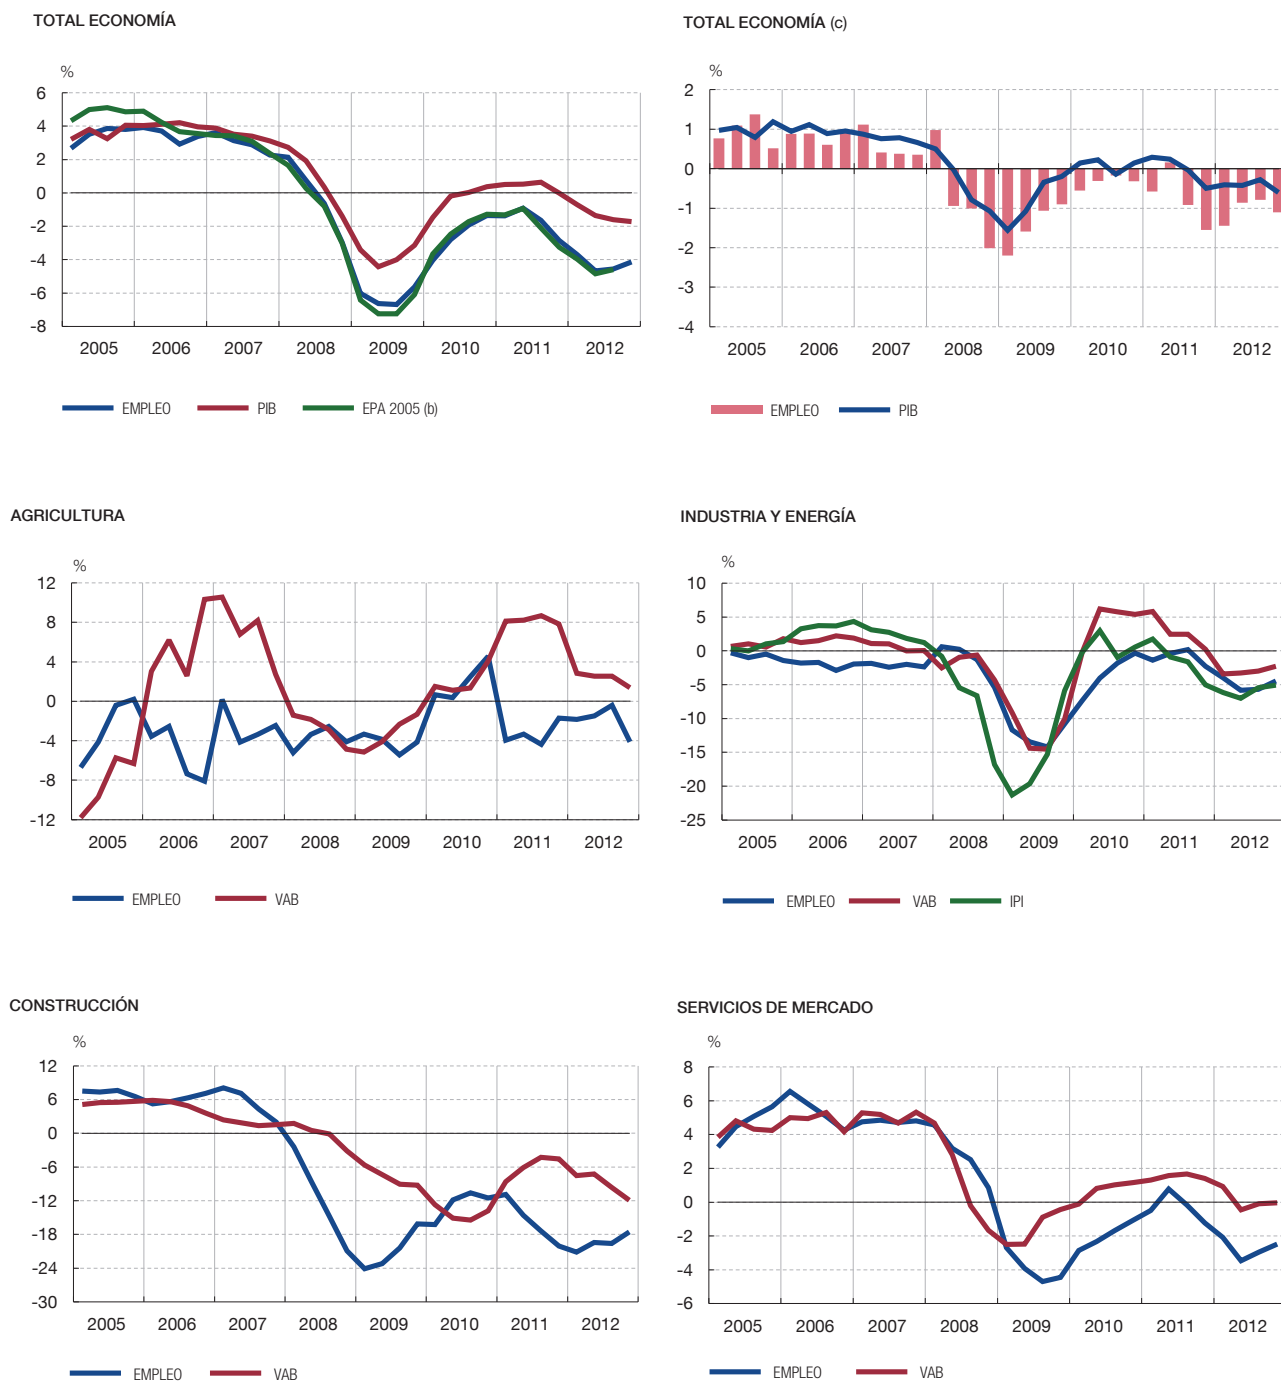 TOTAL ECONOMÍA
%
6
4
2
0
-2
-4
-6
-8
2005 2006 2007 2008 2009 2010 2011 2012
EMPLEO PIB EPA 2005 (b)
TOTAL ECONOMÍA (c)
%
2
1
0
-1
-2
-3
-4
2005 2006 2007 2008 2009 2010 2011 2012
EMPLEO PIB
AGRICULTURA
%
12
8
4
0
-4
-8
-12
2005 2006 2007 2008 2009 2010 2011 2012
EMPLEO VAB
INDUSTRIA Y ENERGÍA
%
10
5
0
-5
-10
-15
-20
-25
2005 2006 2007 2008 2009 2010 2011 2012
EMPLEO VAB IPI
CONSTRUCCIÓN
%
12
6
0
-6
-12
-18
-24
-30
2005 2006 2007 2008 2009 2010 2011 2012
EMPLEO VAB
SERVICIOS DE MERCADO
%
8
6
4
2
0
-2
-4
-6
2005 2006 2007 2008 2009 2010 2011 2012
EMPLEO VAB